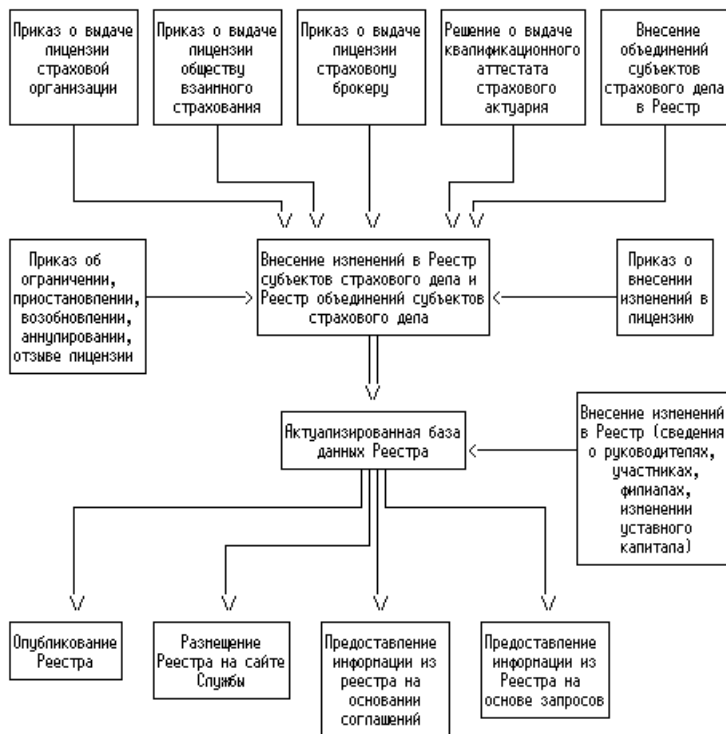 Приказ о выдаче
лицензии
страховой
организации
Приказ о выдаче
лицензии
обществу
взаимного
страхования
Приказ о выдаче
лицензии
страховому
брокеру
Решение о выдаче
квалификационного
аттестата
страхового
актуария
Внесение
объединений
субъектов
страхового дела
в Реестр
Приказ об
ограничении,
приостановлении,
возобновлении,
аннулировании,
отзыве лицензии
Внесение изменений в Реестр
субъектов страхового дела и
Реестр объединений субъектов
страхового дела
Приказ о
внесении
изменений в
лицензию
Актуализированная база
данных Реестра
Внесение изменений
в Реестр (сведения
о руководителях,
участниках,
филиалах,
изменении
уставного
капитала)
Опубликование
Реестра
Размещение
Реестра на сайте
Службы
Предоставление
информации из
реестра на
основании
соглашений
Предоставление
информации из
Реестра на
основе запросов